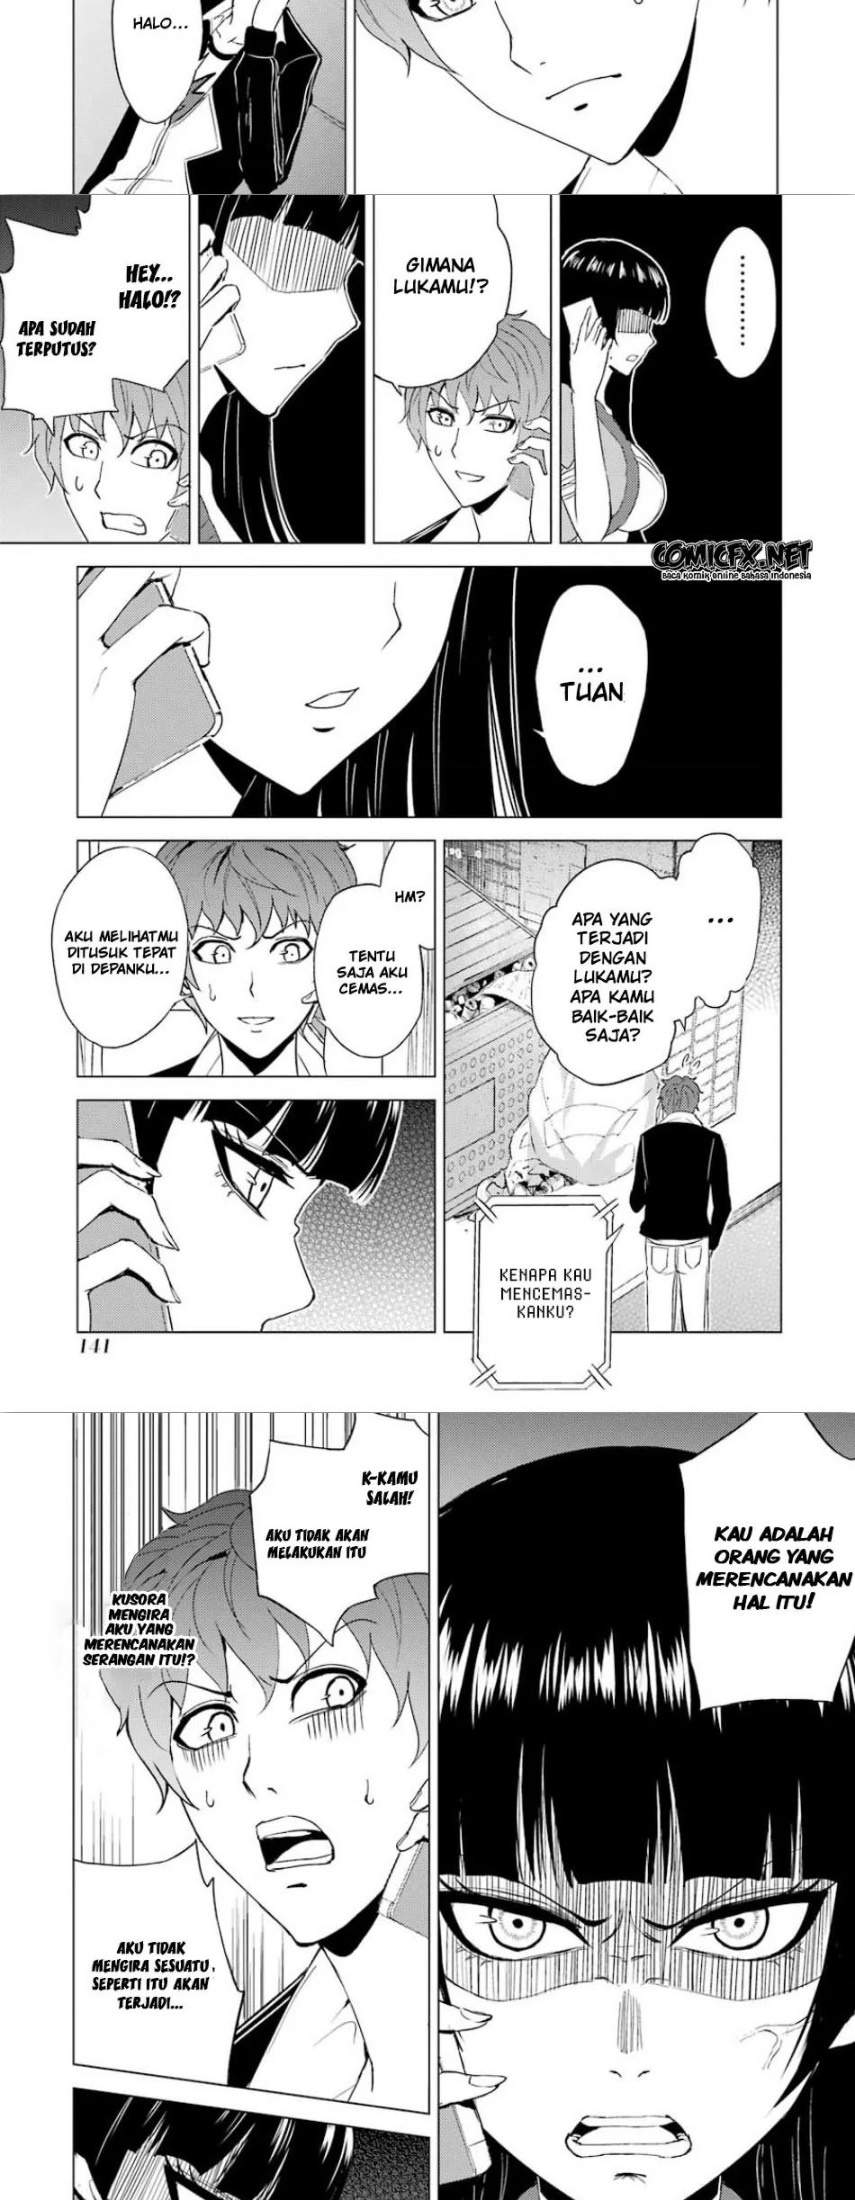 HALO...
.........
GIMANA
LUKAMU!?
HEY...
HALO!?
APA SUDAH
TERPUTUS?
COMICFX.NET
Baca Komik Online Bahasa Indonesia
...
TUAN
...
APA YANG
TERJADI
DENGAN
LUKAMU?
APA KAMU
BAIK-BAIK
SAJA?
KENAPA KAU
MENCEMAS-
KANKU?
HM?
TENTU
SAJA AKU
CEMAS...
AKU MELIHATMU
DITUSUK TEPAT
DI DEPANKU...
141
KAU ADALAH
ORANG YANG
MERENCANAKAN
HAL ITU!
K-KAMU
SALAH!
AKU TIDAK AKAN
MELAKUKAN ITU
KUSORA
MENGIRA
AKU YANG
MERENCANAKAN
SERANGAN ITU!?
AKU TIDAK
MENGIRA SESUATU,
SEPERTI ITU AKAN
TERJADI...